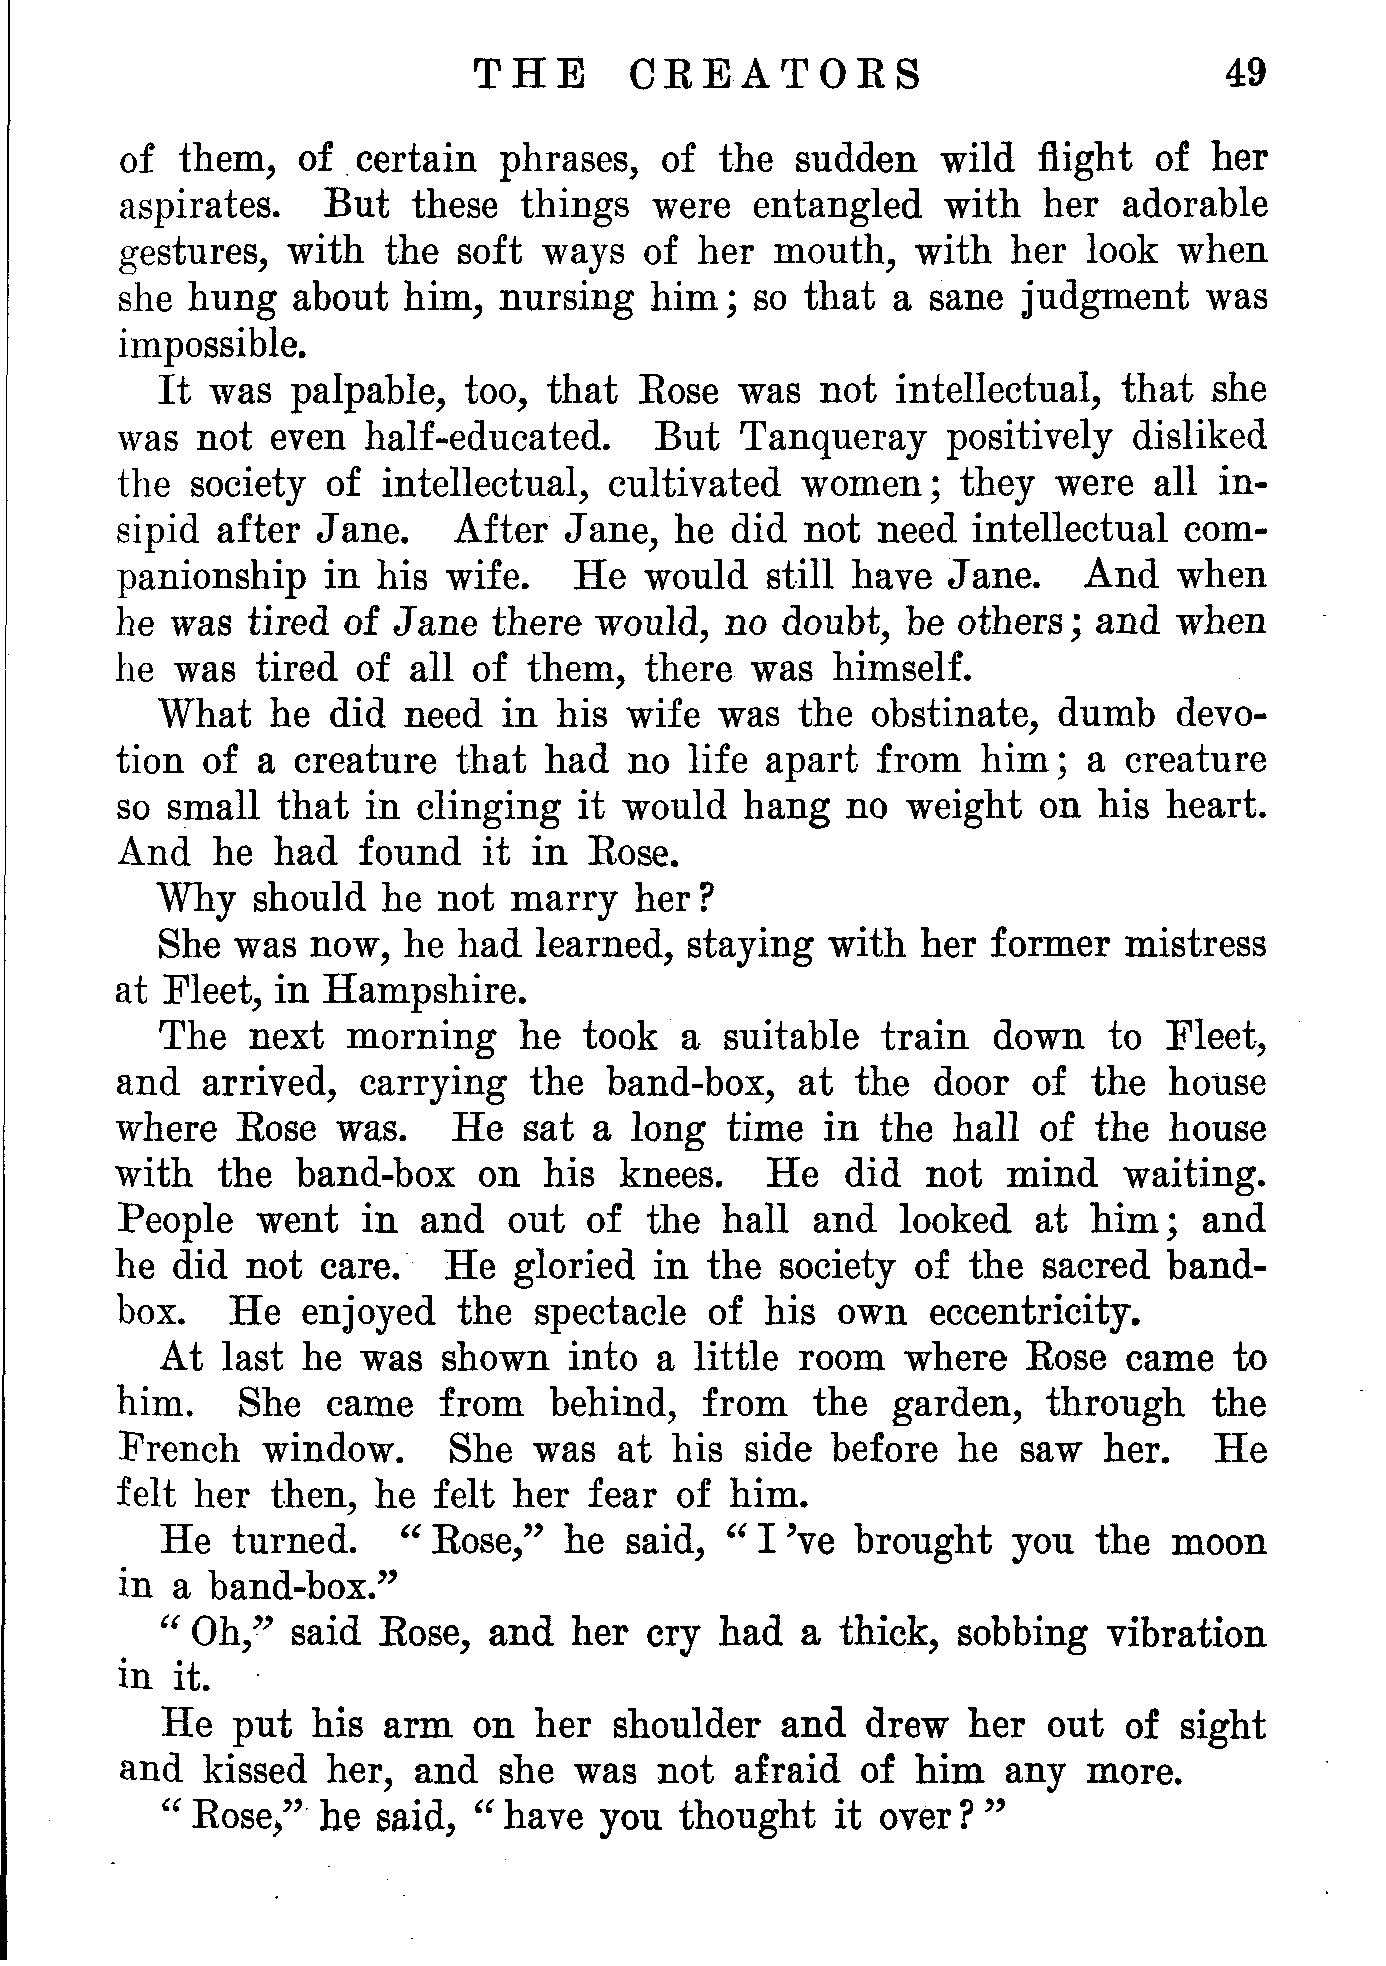 THE CREATORS 49
of them, of certain phrases, of the sudden wild flight of her
aspirates. But these things were entangled with her adorable
gestures, with the soft ways of her mouth, with her look when
she hung about him, nursing him; so that a sane judgment was
impossible.
It was palpable, too, that Rose was not intellectual, that she
was not even half-educated. But Tanqueray positively disliked
the society of intellectual, cultivated women; they were all in-
sipid after Jane. After Jane, he did not need intellectual com-
panionship in his wife. He would still have Jane. And when
he was tired of Jane there would, no doubt, be others; and when
he was tired of all of them, there was himself.
What he did need in his wife was the obstinate, dumb devo-
tion of a creature that had no life apart from him; a creature
so small that in clinging it would hang no weight on his heart.
And he had found it in Rose.
Why should he not marry her?
She was now, he had learned, staying with her former mistress
at Fleet, in Hampshire.
The next morning he took a suitable train down to Fleet,
and arrived, carrying the band-box, at the door of the house
where Rose was. He sat a long time in the hall of the house
with the band-box on his knees. He did not mind waiting.
People went in and out of the hall and looked at him; and
he did not care. He gloried in the society of the sacred band-
box. He enjoyed the spectacle of his own eccentricity.
At last he was shown into a little room where Rose came to
him. She came from behind, from the garden, through the
French window. She was at his side before he saw her. He
felt her then, he felt her fear of him.
He turned. “Rose,” he said, “I ’ve brought you the moon
in a band-box.”
“Oh,” said Rose, and her cry had a thick, sobbing vibration
in it.
He put his arm on her shoulder and drew her out of sight
and kissed her, and she was not afraid of him any more.
“Rose,” he said, “have you thought it over?”